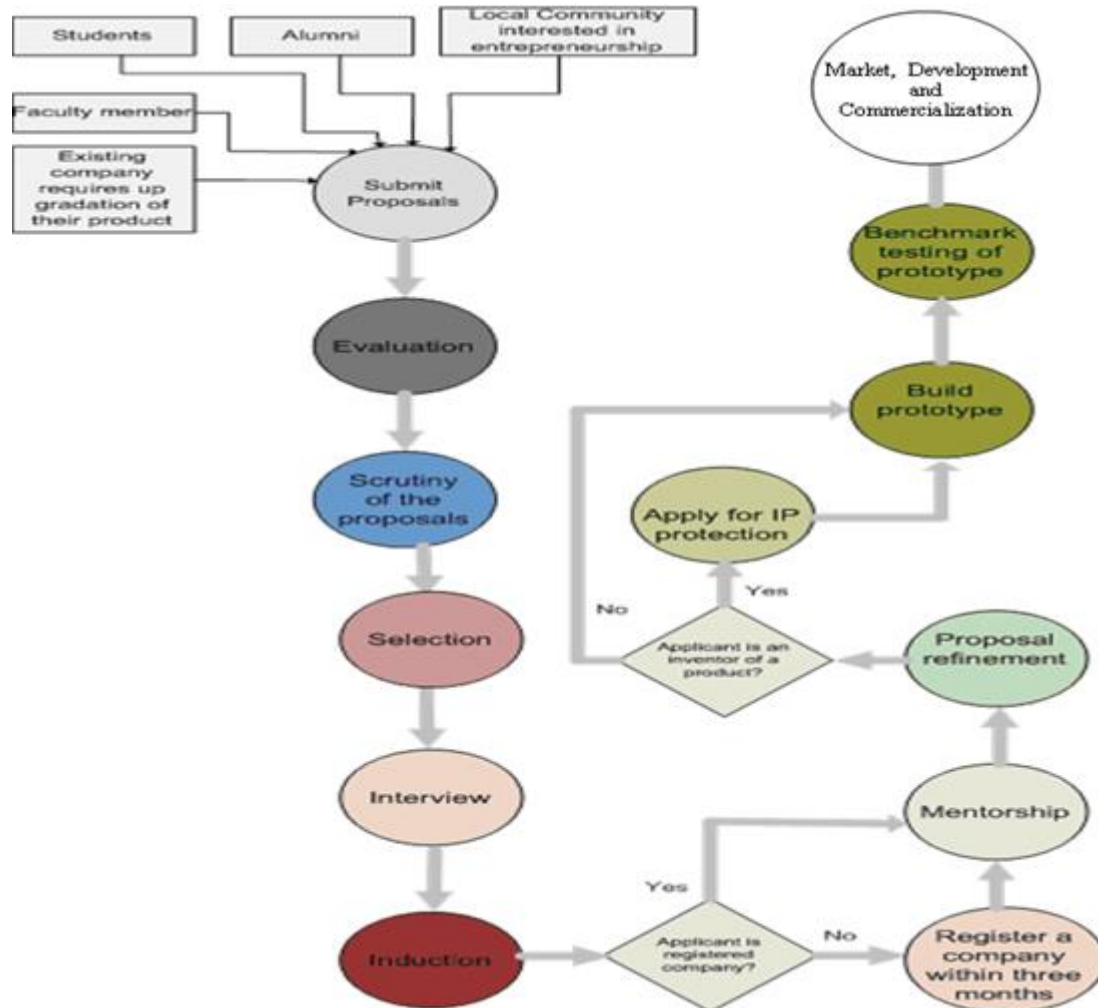 Students
Alumni
Local Community
interested in
entrepreneurship
Faculty member
Existing
company
requires up
gradation of
their product
Submit
Proposals
Evaluation
Scrutiny
of the
proposals
Selection
Interview
Induction
Applicant is
registered
company?
Yes
No
Register a
company
within three
months
Mentorship
Proposal
refinement
Applicant is an
inventor of a
product?
Yes
No
Apply for IP
protection
Build
prototype
Benchmark
testing of
prototype
Market, Development
and
Commercialization